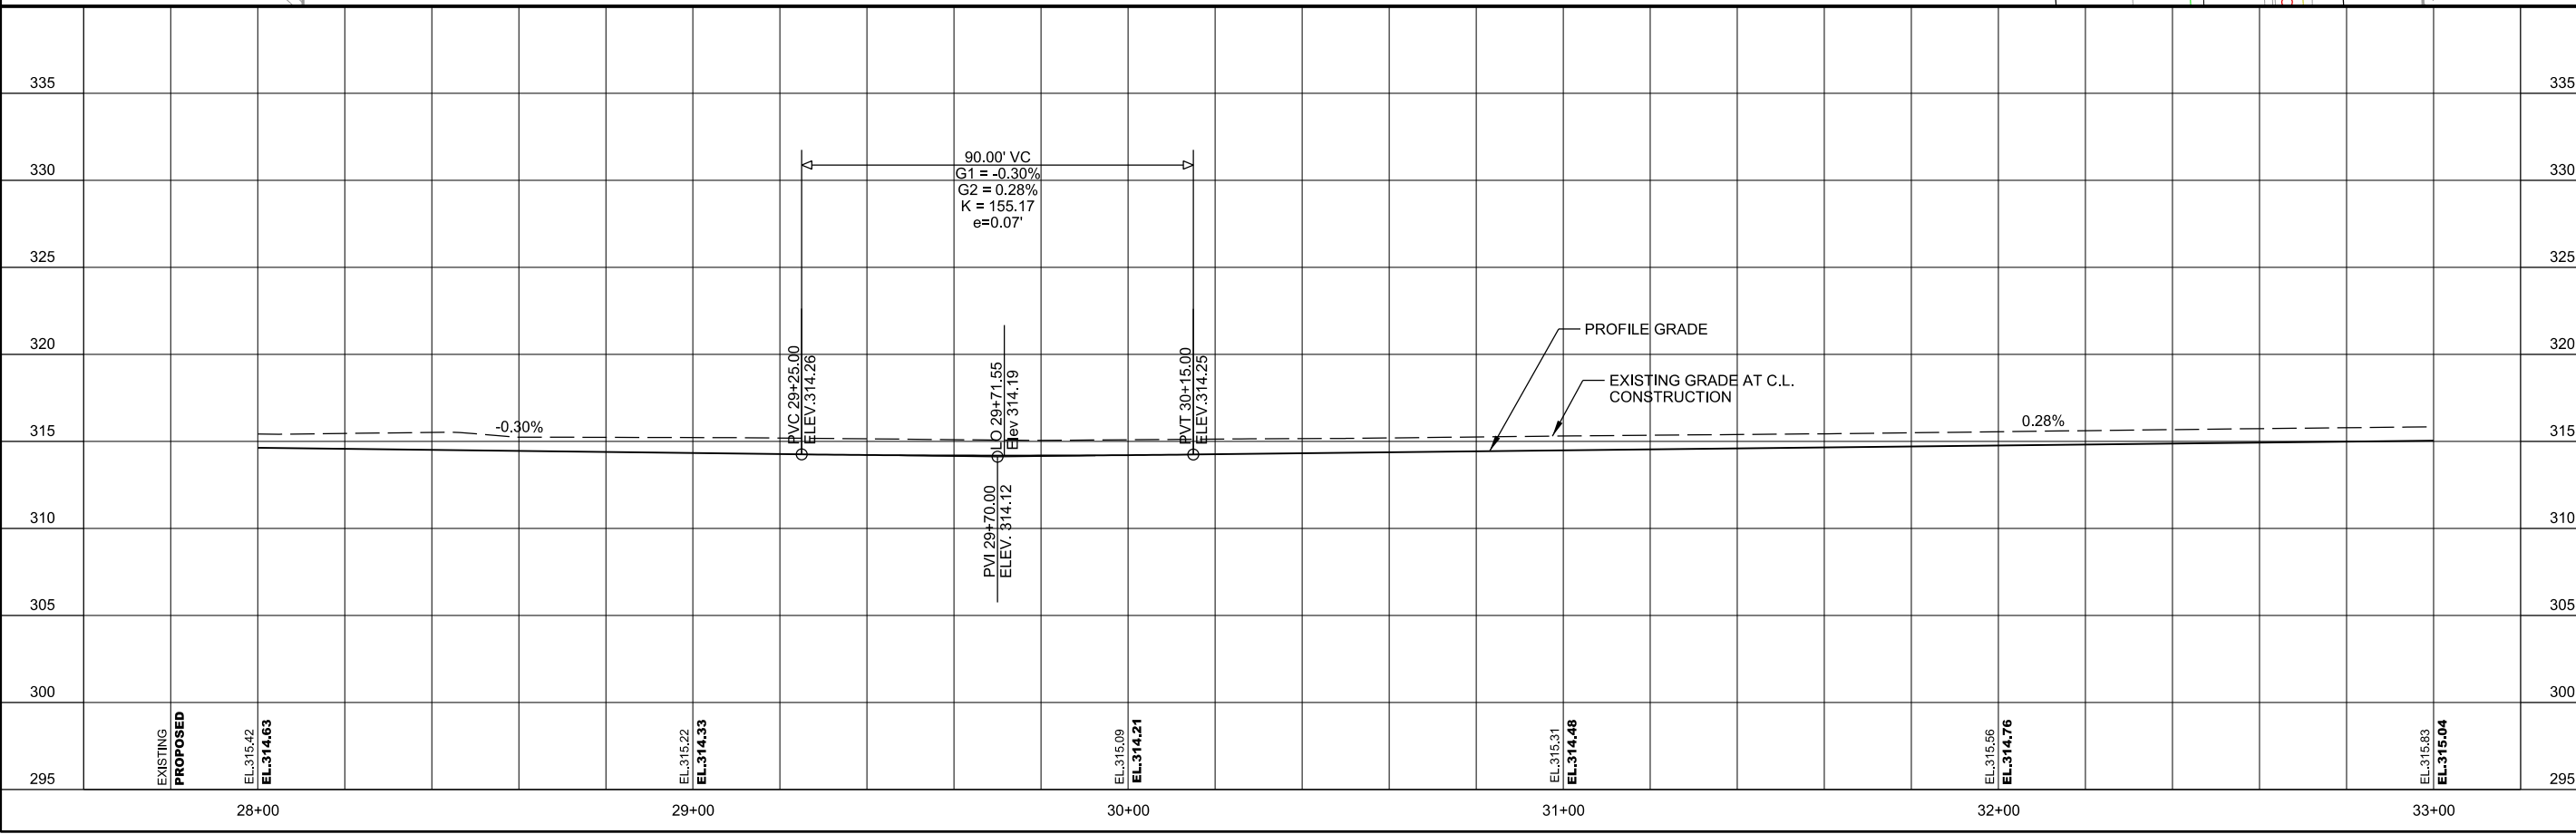 335
335
90.00' VC
G1 = -0.30%
G2 = 0.28%
K = 155.17
e=0.07'
330
330
325
325
320
320
PROFILE GRADE
EXISTING GRADE AT C.L.
CONSTRUCTION
PVC 29+25.00
ELEV.314.26
29+71.55
Elev 314.19
PVT 30+15.00
ELEV.314.25
-0.30%
0.28%
315
315
PVI 29+70.00
ELEV. 314.12
310
310
305
305
300
300
EXISTING
PROPOSED
EL.315.42
EL.314.63
EL.315.22
EL.314.33
EL.315.09
EL.314.21
EL.315.31
EL.314.48
EL.315.56
EL.314.76
EL.315.83
EL.315.04
295
295
28+00
29+00
30+00
31+00
32+00
33+00